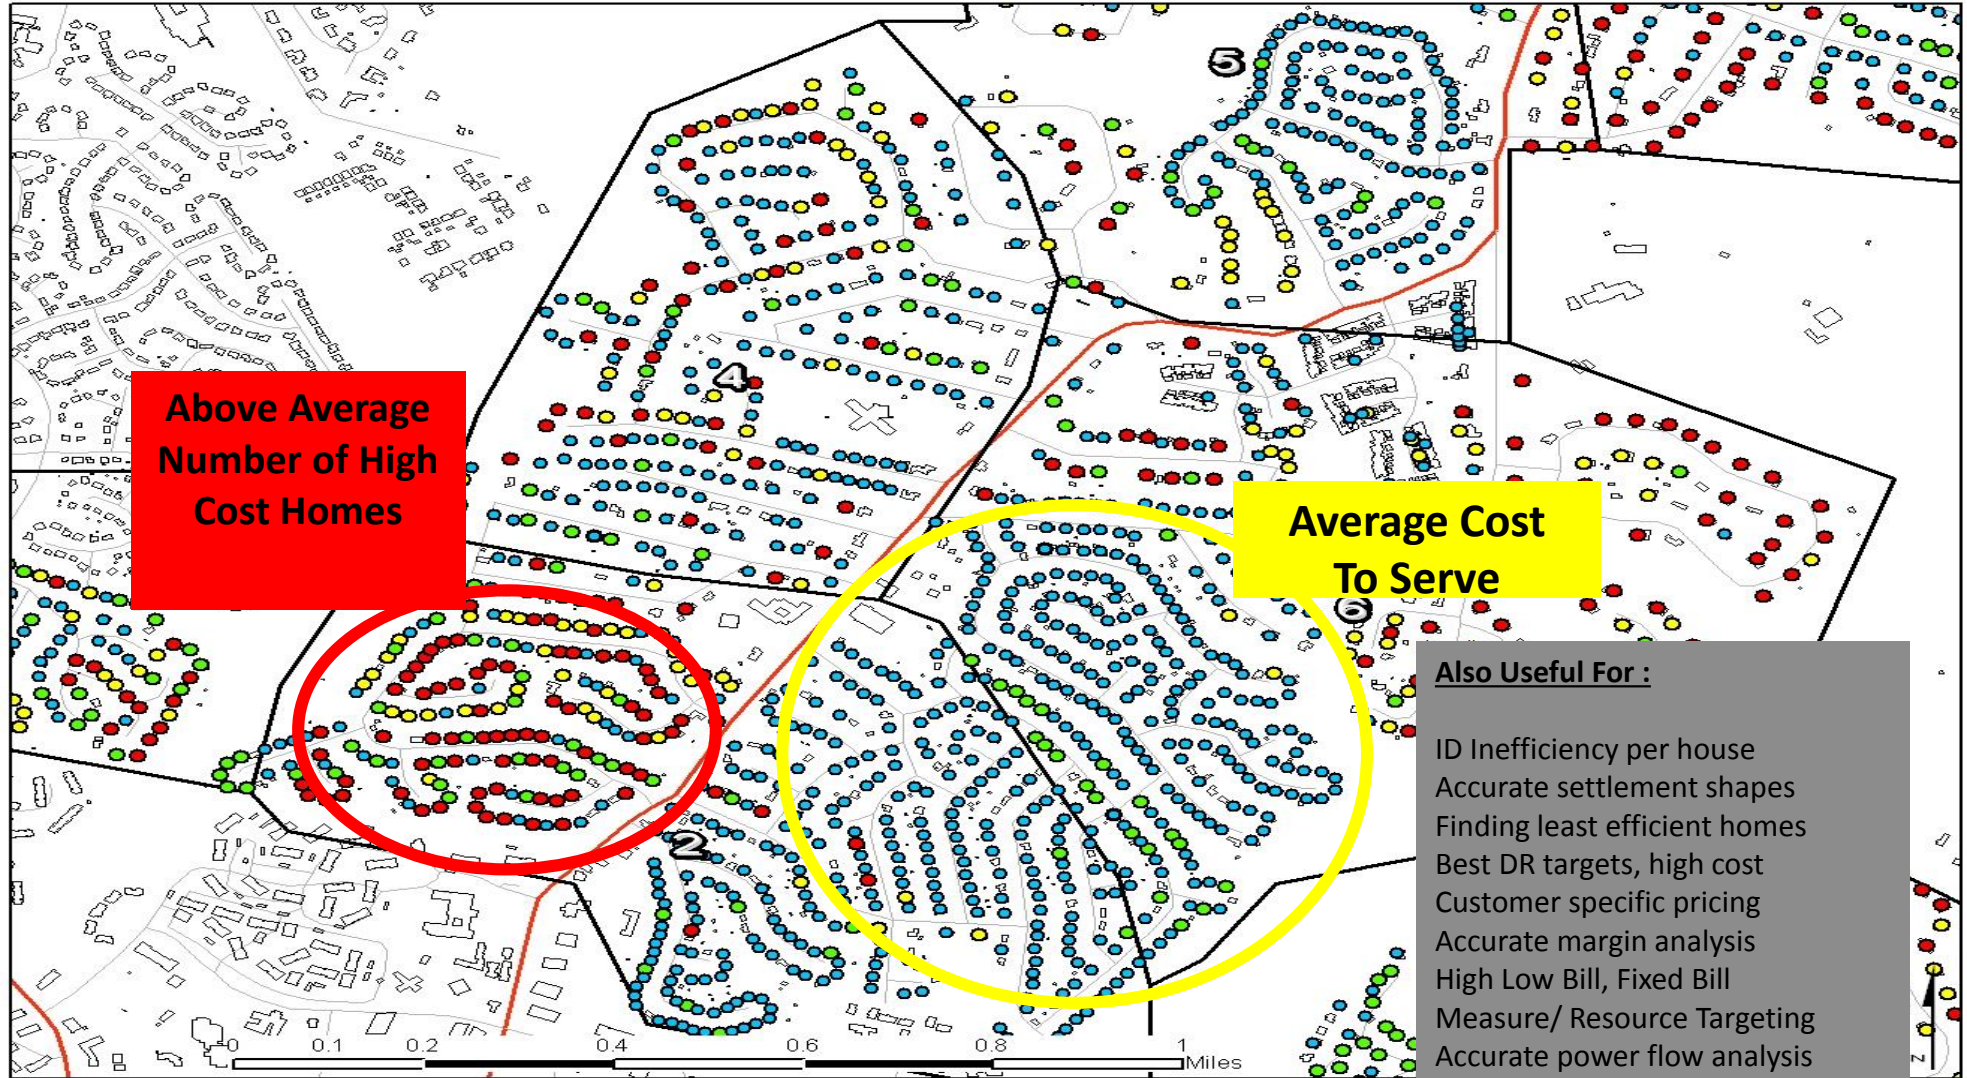 5
4
Above Average
Number of High
Cost Homes
Average Cost
To Serve
6
Also Useful For :
ID Inefficiency per house
Accurate settlement shapes
Finding least efficient homes
Best DR targets, high cost
Customer specific pricing
Accurate margin analysis
High Low Bill, Fixed Bill
Measure/ Resource Targeting
Accurate power flow analysis
2
0 0.1 0.2 0.4 0.6 0.8 1
Miles
N